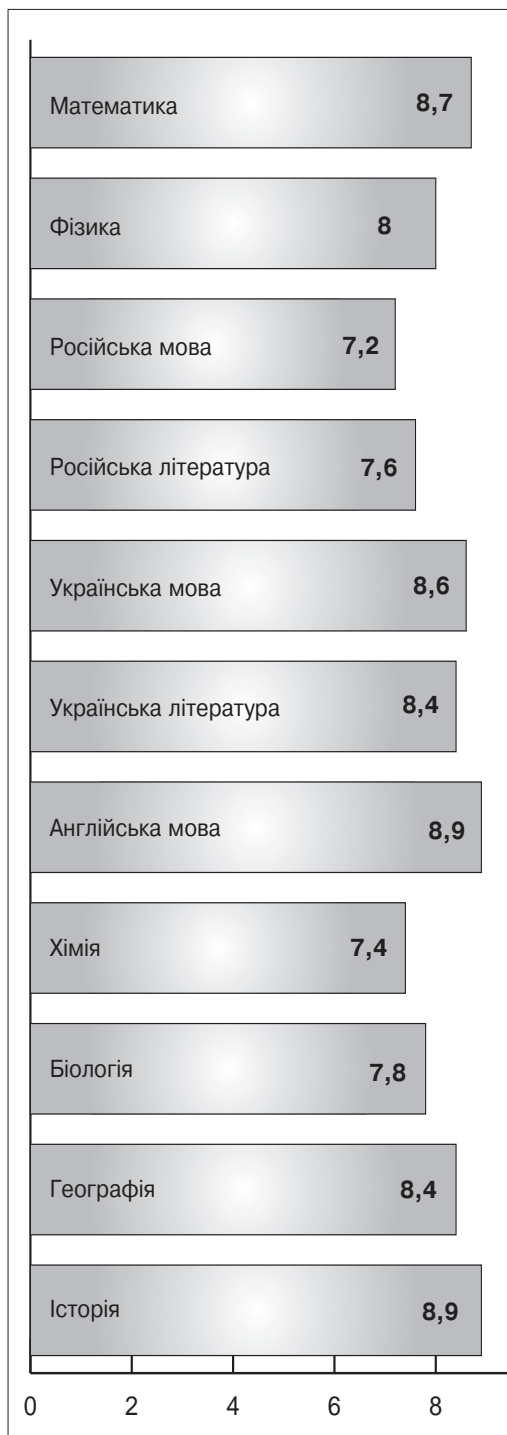 Математика 8,7
Фізика 8
Російська мова 7,2
Російська література 7,6
Українська мова 8,6
Українська література 8,4
Англійська мова 8,9
Хімія 7,4
Біологія 7,8
Географія 8,4
Історія 8,9
0 2 4 6 8